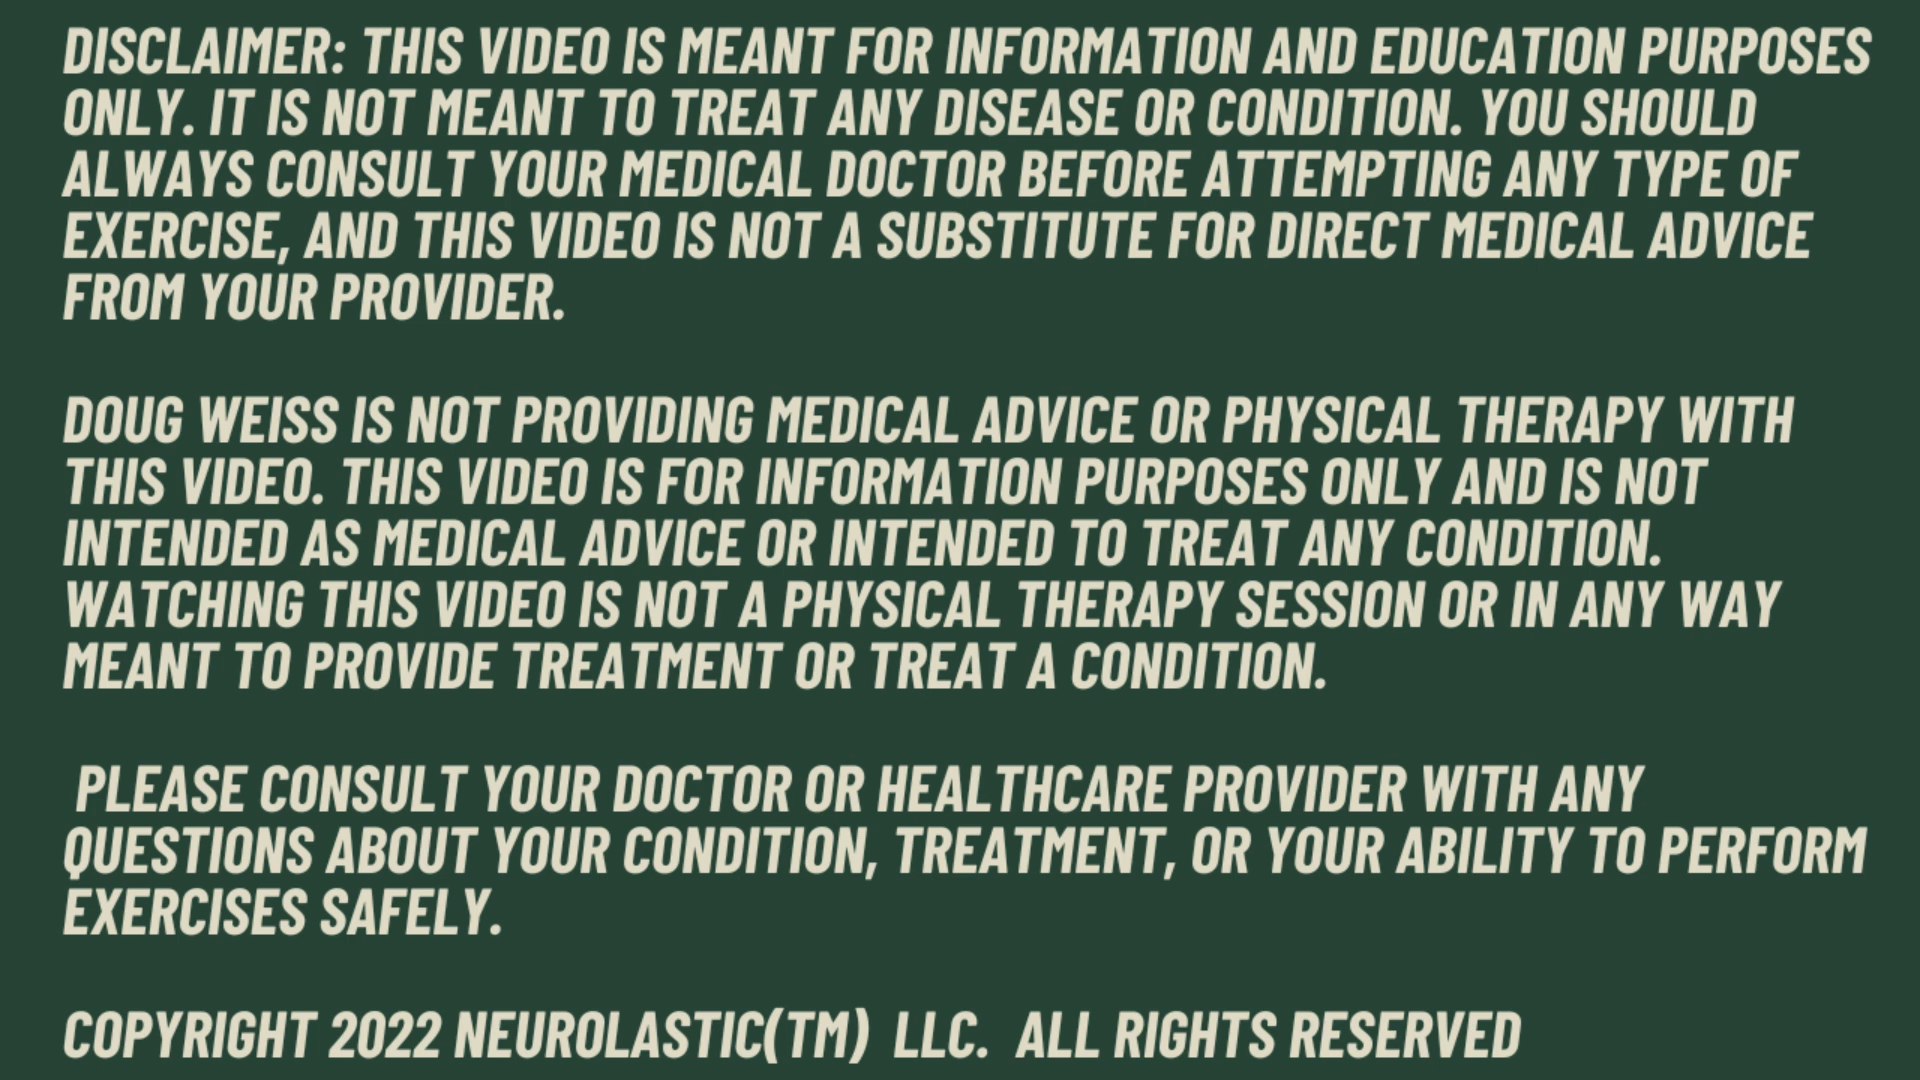 DISCLAIMER: THIS VIDEO IS MEANT FOR INFORMATION AND EDUCATION PURPOSES
ONLY. IT IS NOT MEANT TO TREAT ANY DISEASE OR CONDITION. YOU SHOULD
ALWAYS CONSULT YOUR MEDICAL DOCTOR BEFORE ATTEMPTING ANY TYPE OF
EXERCISE, AND THIS VIDEO IS NOT A SUBSTITUTE FOR DIRECT MEDICAL ADVICE
FROM YOUR PROVIDER.
DOUG WEISS IS NOT PROVIDING MEDICAL ADVICE OR PHYSICAL THERAPY WITH
THIS VIDEO. THIS VIDEO IS FOR INFORMATION PURPOSES ONLY AND IS NOT
INTENDED AS MEDICAL ADVICE OR INTENDED TO TREAT ANY CONDITION.
WATCHING THIS VIDEO IS NOT A PHYSICAL THERAPY SESSION OR IN ANY WAY
MEANT TO PROVIDE TREATMENT OR TREAT A CONDITION.
PLEASE CONSULT YOUR DOCTOR OR HEALTHCARE PROVIDER WITH ANY
QUESTIONS ABOUT YOUR CONDITION, TREATMENT, OR YOUR ABILITY TO PERFORM
EXERCISES SAFELY.
COPYRIGHT 2022 NEUROLASTIC(TM) LLC. ALL RIGHTS RESERVED